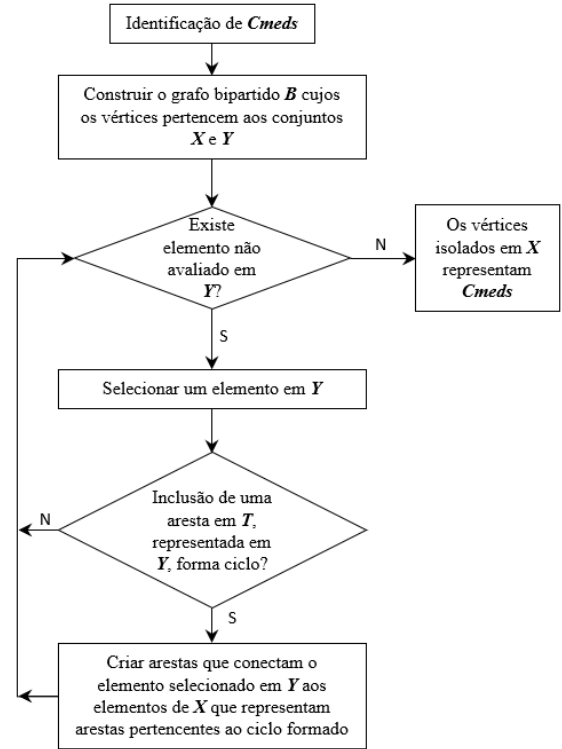 Identificação de Cmeds
Construir o grafo bipartido B cujos
os vértices pertencem aos conjuntos
X e Y
Existe
elemento não
avaliado em
Y?
N
Os vértices
isolados em X
representam
Cmeds
S
Selecionar um elemento em Y
Inclusão de uma
aresta em T,
representada em
Y, forma ciclo?
N
S
Criar arestas que conectam o
elemento selecionado em Y aos
elementos de X que representam
arestas pertencentes ao ciclo formado